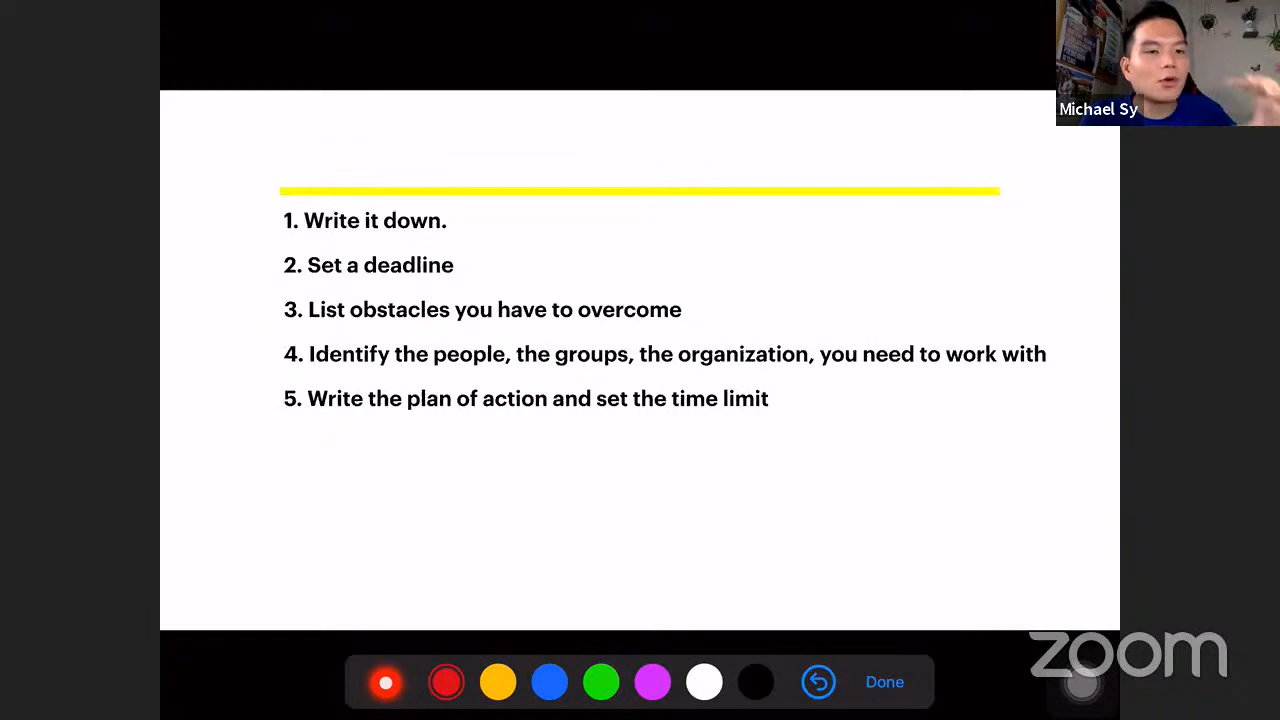 Michael Sy
1. Write it down.
2. Set a deadline
3. List obstacles you have to overcome
4. Identify the people, the groups, the organization, you need to work with
5. Write the plan of action and set the time limit
zoom
Done